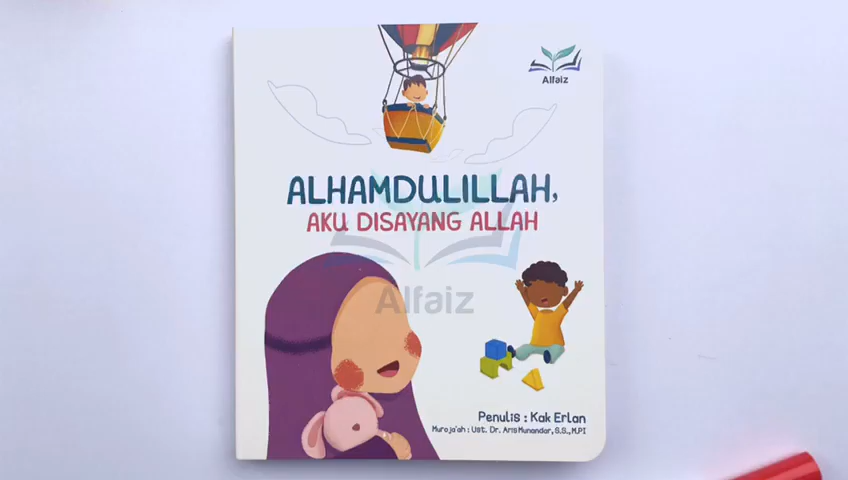 Alfaiz
ALHAMDULILLAH,
AKU DISAYANG ALLAH
Alfaiz
Penulis : Kak Erlan
Muroja'ah : Ust. Dr. Aris Munandar, S.S., M.PI